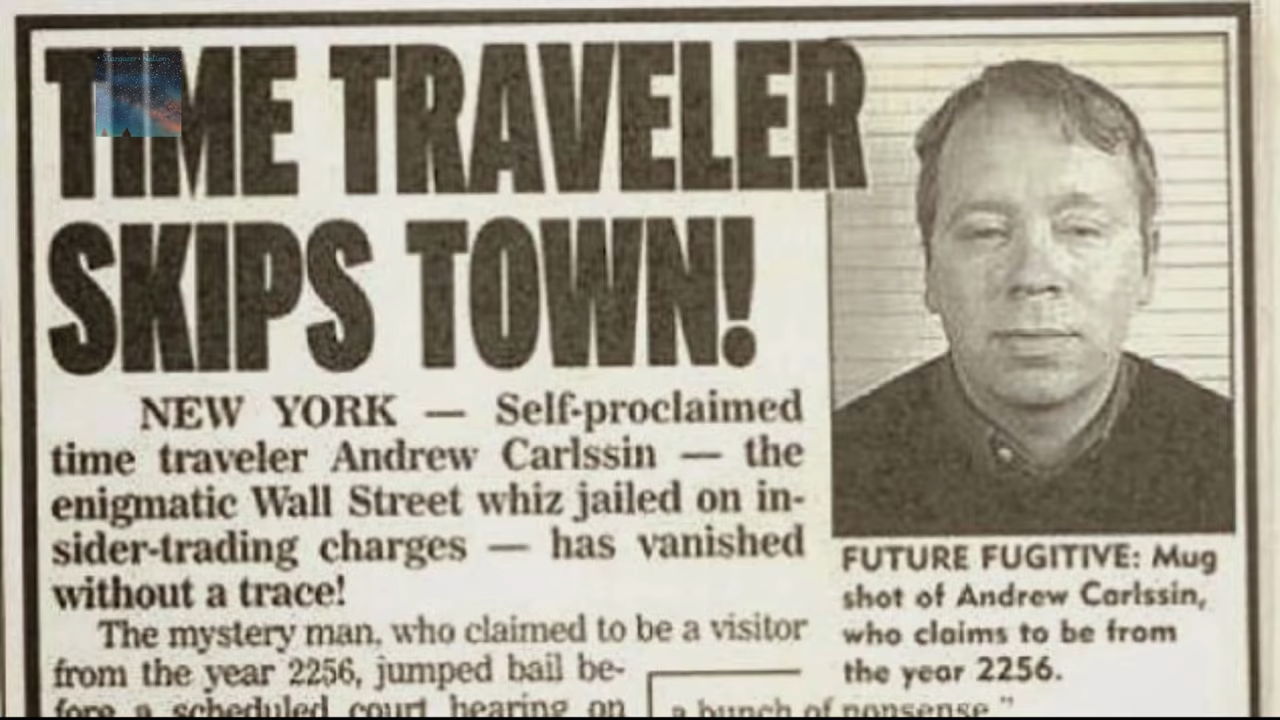 TIME TRAVELER
SKIPS TOWN!
NEW YORK — Self-proclaimed
time traveler Andrew Carlssin — the
enigmatic Wall Street whiz jailed on in-
sider-trading charges — has vanished
without a trace!
The mystery man, who claimed to be a visitor
from the year 2256, jumped bail be-
fore a scheduled court hearing on
a bunch of nonsense."
FUTURE FUGITIVE: Mug
shot of Andrew Carlssin,
who claims to be from
the year 2256.